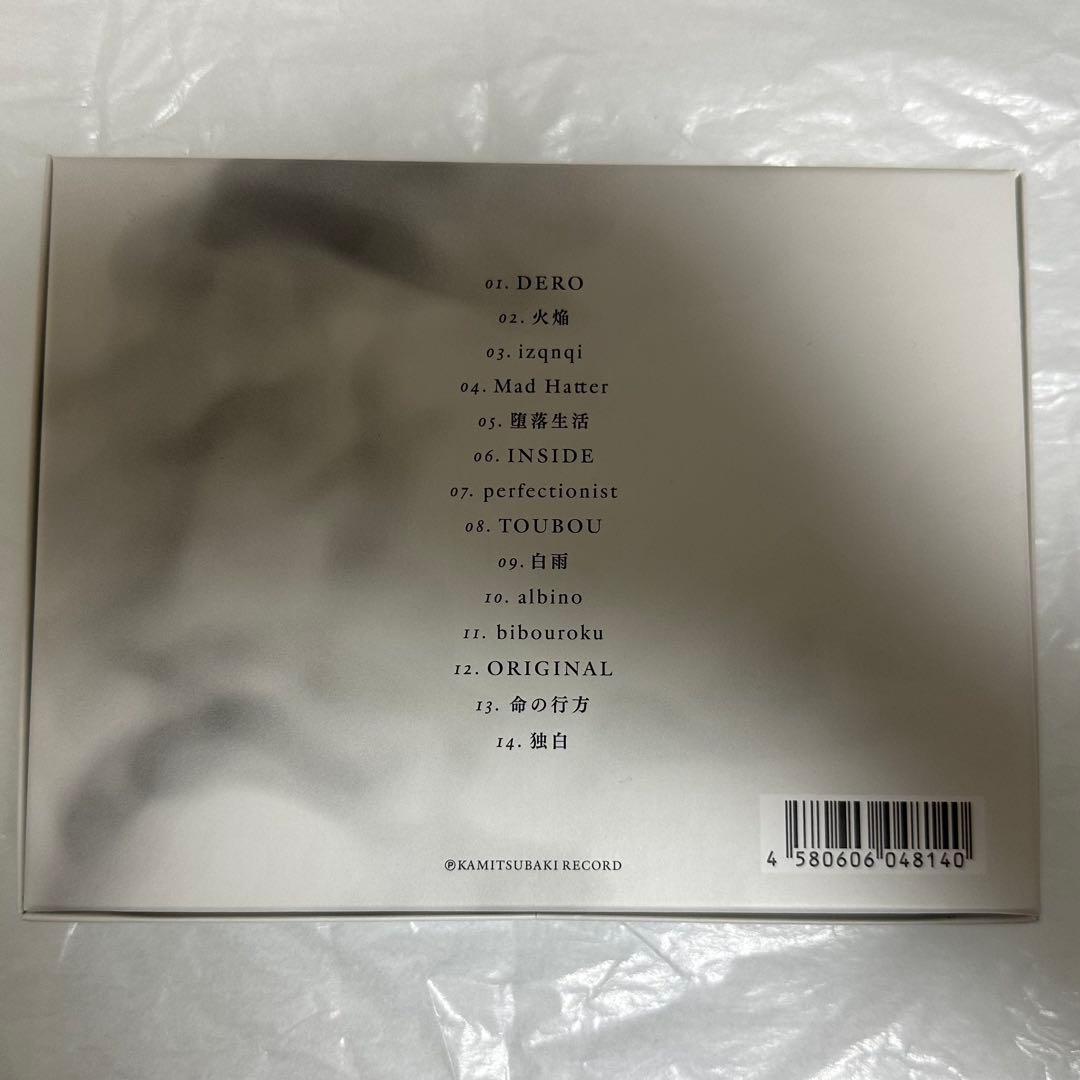 01. DERO
02. 火焔
03. izqnqi
04. Mad Hatter
05. 堕落生活
06. INSIDE
07. perfectionist
08. TOUBOU
09. 白雨
10. albino
11. bibouroku
12. ORIGINAL
13. 命の行方
14. 独白
℗KAMITSUBAKI RECORD
4 580606 048140